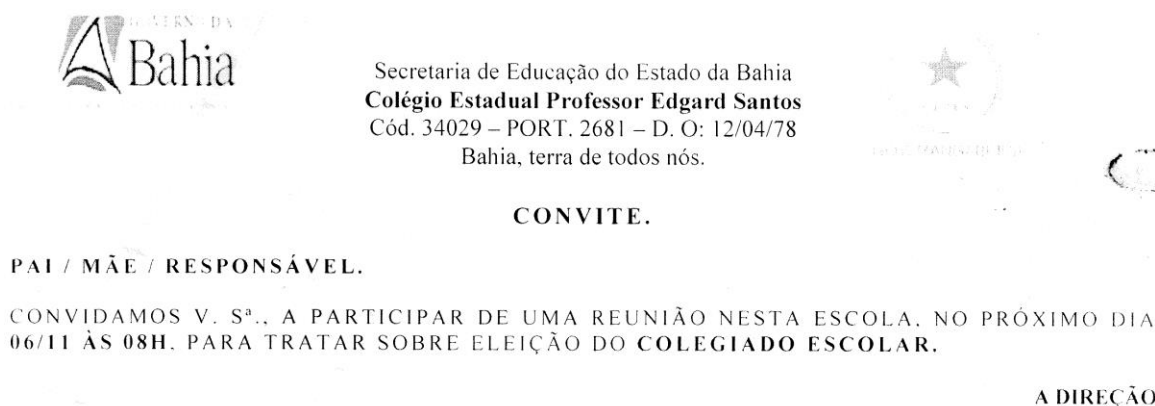 GOVERNO DA
Bahia
Secretaria de Educação do Estado da Bahia
Colégio Estadual Professor Edgard Santos
Cód. 34029 – PORT. 2681 – D. O: 12/04/78
Bahia, terra de todos nós.
CONVITE.
PAI / MÃE / RESPONSÁVEL.
CONVIDAMOS V. Sª., A PARTICIPAR DE UMA REUNIÃO NESTA ESCOLA, NO PRÓXIMO DIA
06/11 ÀS 08H, PARA TRATAR SOBRE ELEIÇÃO DO COLEGIADO ESCOLAR.
A DIREÇÃO